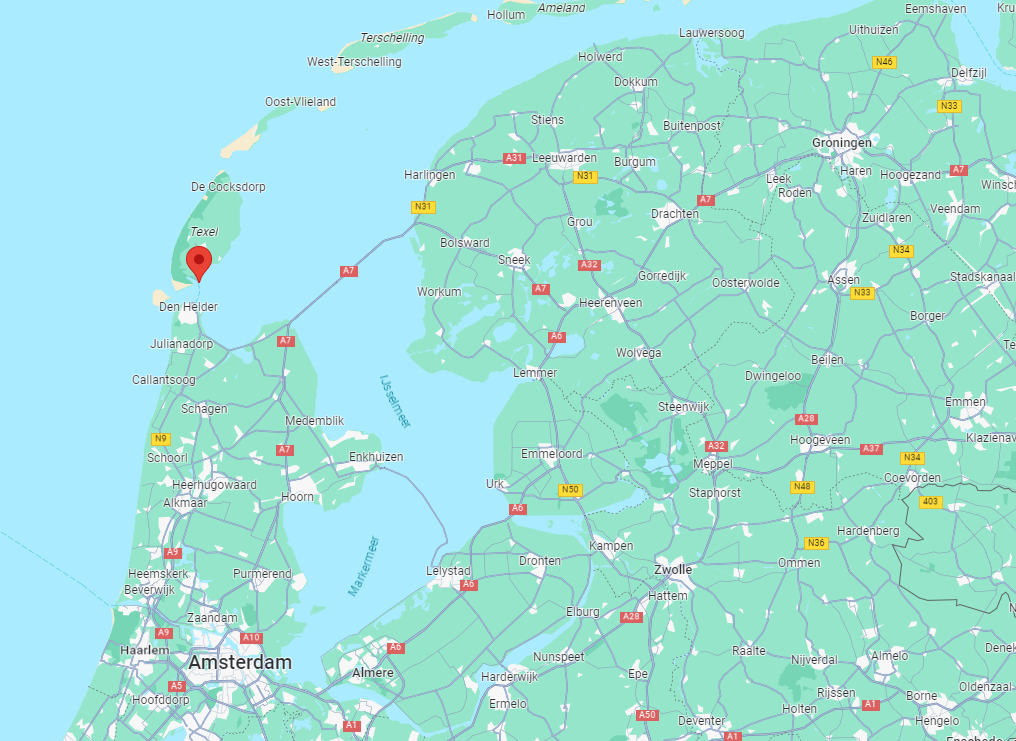 Hollum
Ameland
Eemshaven
Kru
Terschelling
Lauwersoog
Uithuizen
West-Terschelling
Holwerd
N46
Delfzijl
Dokkum
Oost-Vlieland
N33
Stiens
Buitenpost
Groningen
A31
Leeuwarden
Burgum
N31
Harlingen
Haren
Hoogezand
A7
Leek
Winsch
De Cocksdorp
Roden
A7
N31
Drachten
Veendam
Zuidlaren
Grou
Texel
Bolsward
N34
Sneek
A32
A7
Gorredijk
Oosterwolde
Assen
Stadskanaal
A7
Workum
N33
Heerenveen
Den Helder
Borger
A6
Julianadorp
A7
Te
Wolvega
Beilen
Lemmer
Dwingeloo
Callantsoog
IJsselmeer
Emmen
Schagen
Steenwijk
A28
Medemblik
N9
Hoogeveen
Klazienav
A7
A32
A37
Emmeloord
Schoorl
Enkhuizen
N34
Meppel
Heerhugowaard
Urk
N50
N48
Coevorden
Hoorn
Staphorst
Alkmaar
403
A6
Hardenberg
A9
Kampen
N36
Markermeer
Dronten
Ommen
Heemskerk
Purmerend
Lelystad
Zwolle
A6
Beverwijk
Hattem
Zaandam
Elburg
A28
N
A9
A10
Haarlem
A6
Raalte
Denek
Amsterdam
Nunspeet
Nijverdal
Almelo
Almere
Harderwijk
Epe
A5
Oldenzaal
Hoofddorp
Rijssen
Borne
Ermelo
A1
Holten
A50
Deventer
Hengelo
A1
A1
Enschede